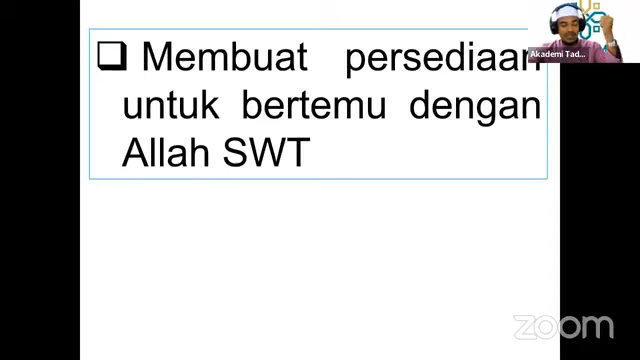 Membuat persediaan
untuk bertemu dengan
Allah SWT
Akademi Tad...
zoom